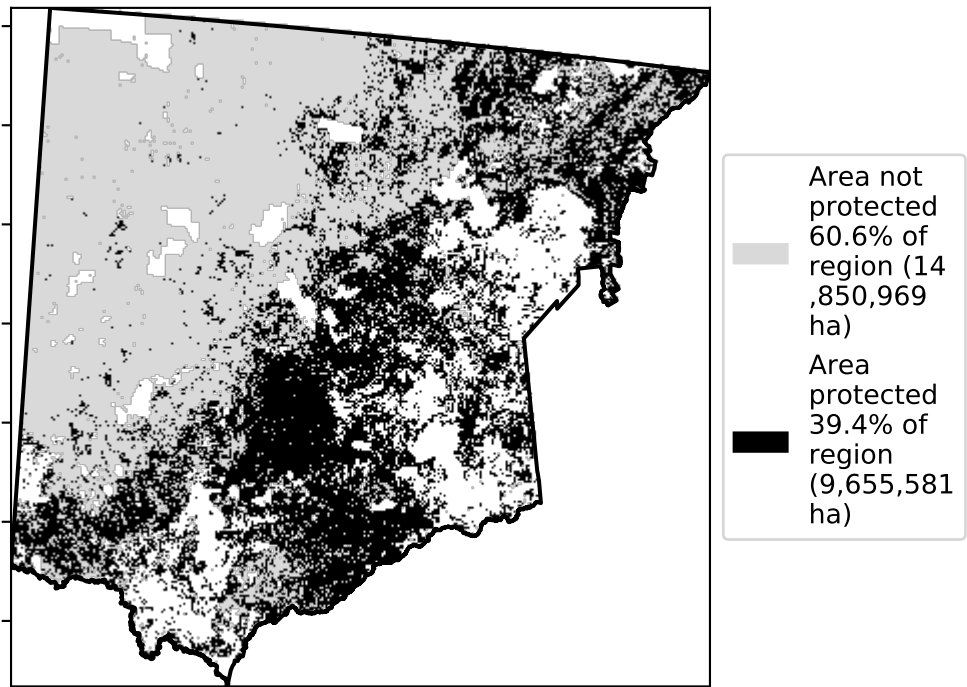 Area not
protected
60.6% of
region (14
,850,969
ha)
Area
protected
39.4% of
region
(9,655,581
ha)